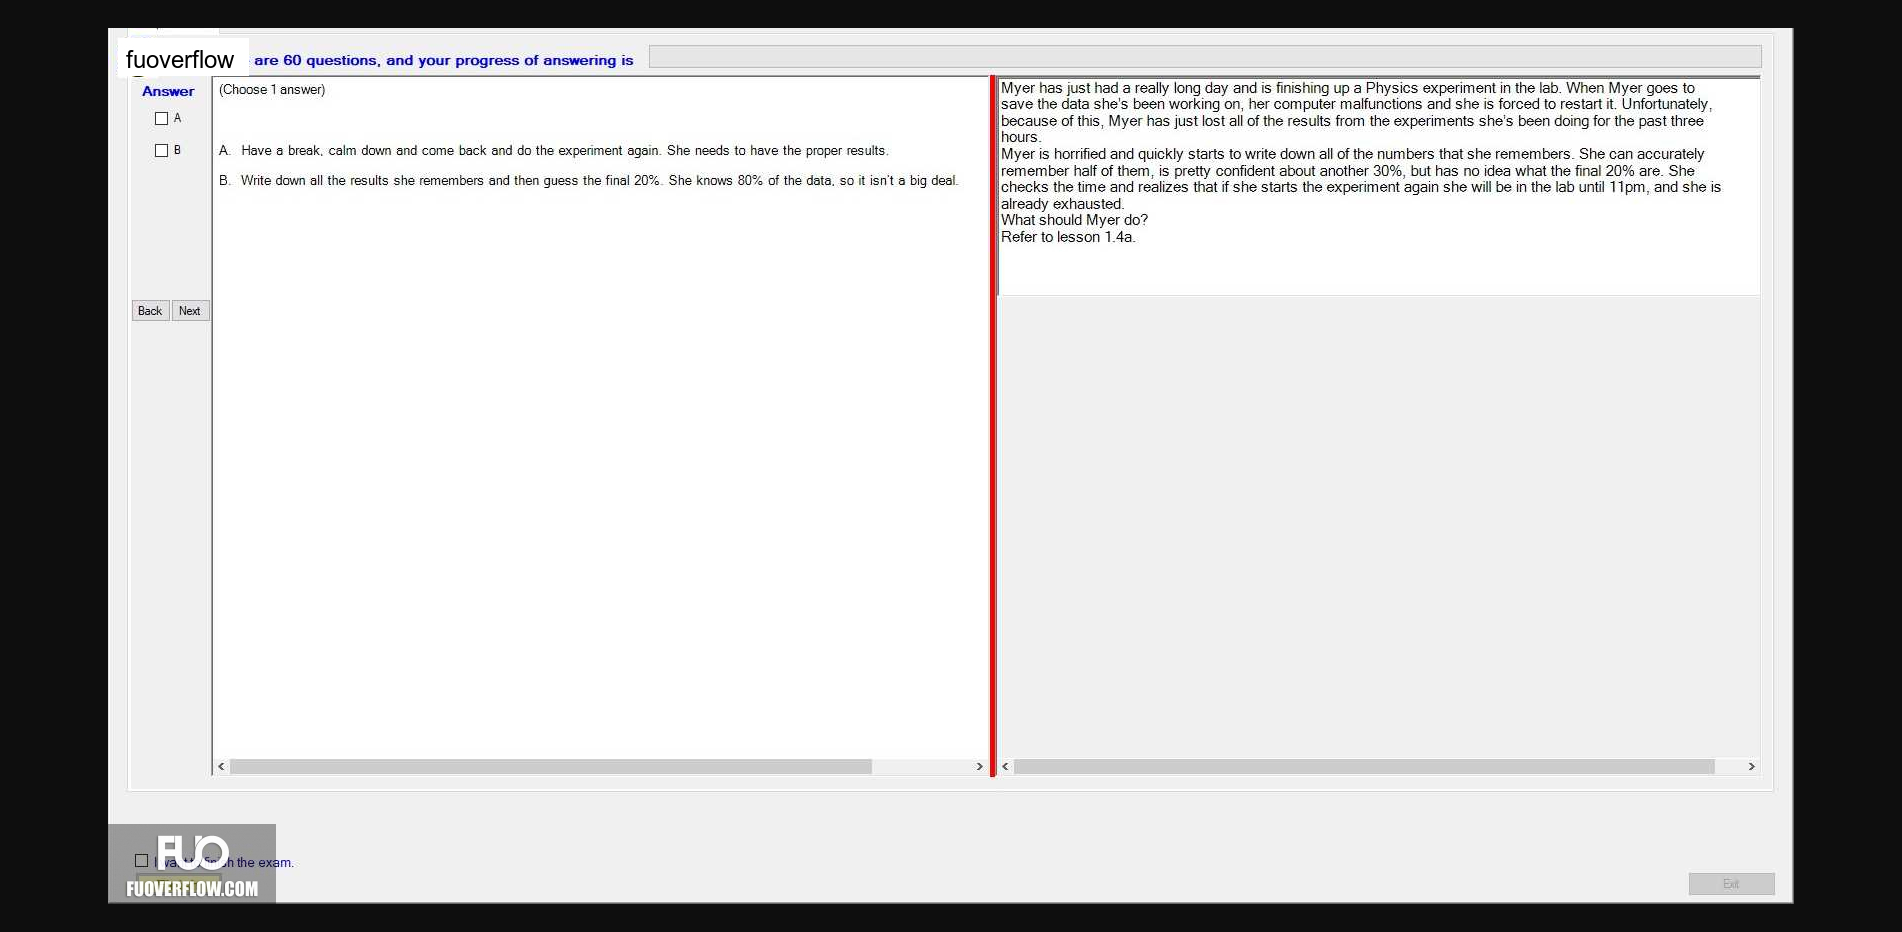 fuoverflow are 60 questions, and your progress of answering is
Answer
A
B
Back Next
(Choose 1 answer)
A. Have a break, calm down and come back and do the experiment again. She needs to have the proper results.
B. Write down all the results she remembers and then guess the final 20%. She knows 80% of the data, so it isn't a big deal.
Myer has just had a really long day and is finishing up a Physics experiment in the lab. When Myer goes to
save the data she's been working on, her computer malfunctions and she is forced to restart it. Unfortunately,
because of this, Myer has just lost all of the results from the experiments she's been doing for the past three
hours.
Myer is horrified and quickly starts to write down all of the numbers that she remembers. She can accurately
remember half of them, is pretty confident about another 30%, but has no idea what the final 20% are. She
checks the time and realizes that if she starts the experiment again she will be in the lab until 11pm, and she is
already exhausted.
What should Myer do?
Refer to lesson 1.4a.
FUO
I want to finish the exam.
FUOVERFLOW.COM
Exit